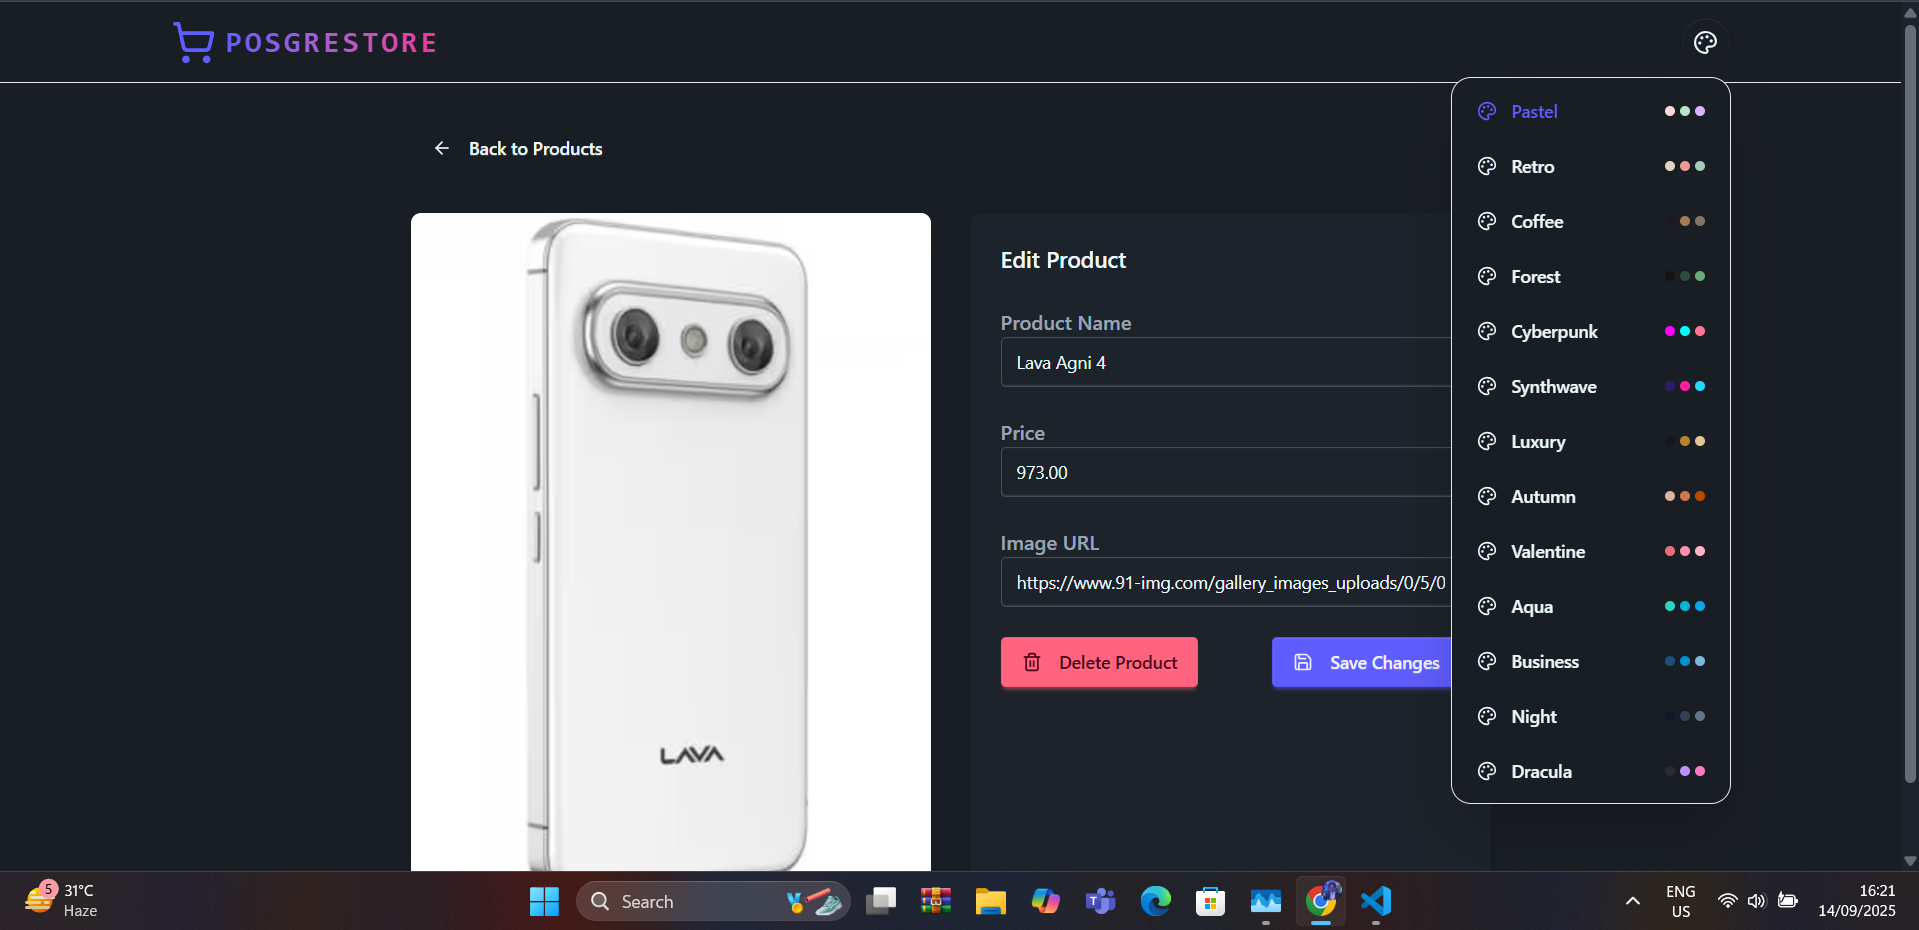 POSGRESTORE
Back to Products
Edit Product
Product Name
Lava Agni 4
Price
973.00
Image URL
https://www.91-img.com/gallery_images_uploads/0/5/0
Delete Product
Save Changes
LAVA
Pastel
Retro
Coffee
Forest
Cyberpunk
Synthwave
Luxury
Autumn
Valentine
Aqua
Business
Night
Dracula
5
31°C
Haze
Search
ENG
US
16:21
14/09/2025